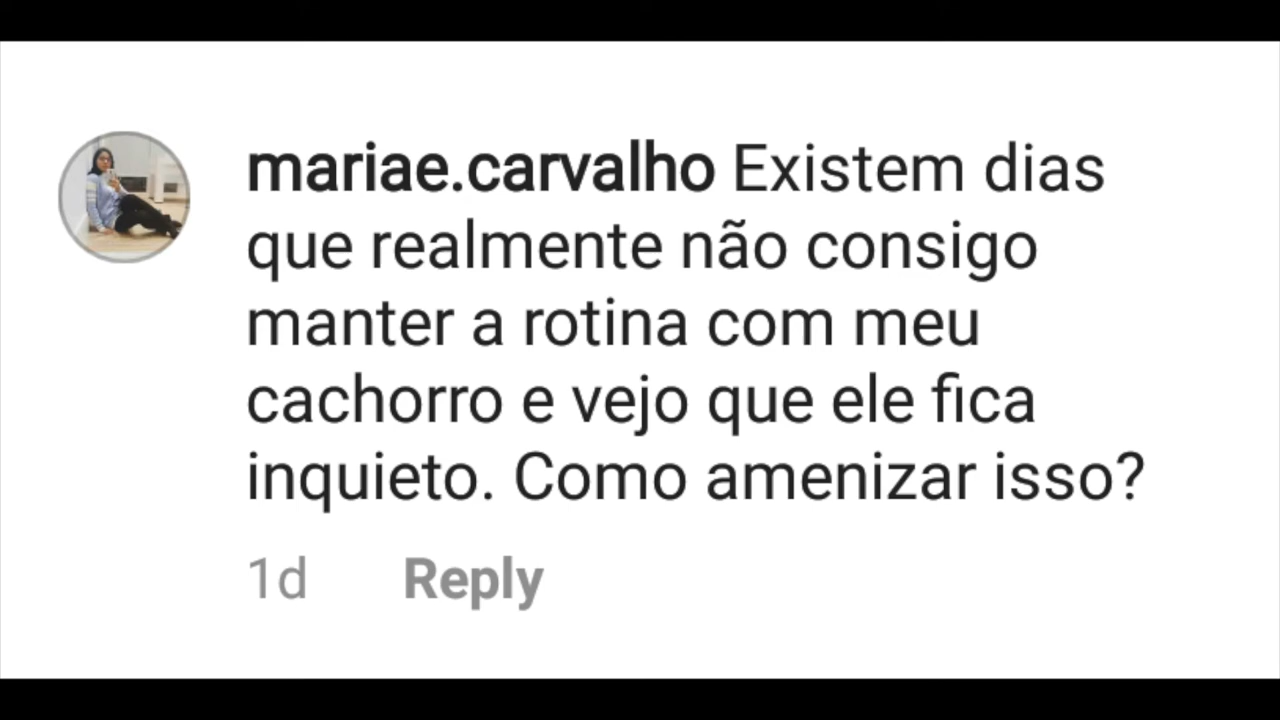 mariae.carvalho Existem dias
que realmente não consigo
manter a rotina com meu
cachorro e vejo que ele fica
inquieto. Como amenizar isso?
1d Reply